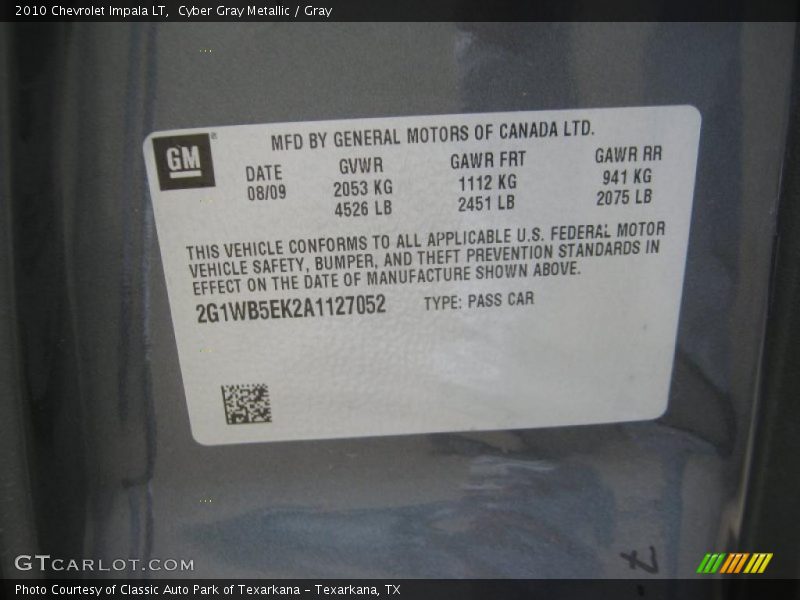 2010 Chevrolet Impala LT,  Cyber Gray Metallic / Gray
GM
MFD BY GENERAL MOTORS OF CANADA LTD.
DATE GVWR GAWR FRT GAWR RR
08/09 2053 KG 1112 KG 941 KG
4526 LB 2451 LB 2075 LB
THIS VEHICLE CONFORMS TO ALL APPLICABLE U.S. FEDERAL MOTOR
VEHICLE SAFETY, BUMPER, AND THEFT PREVENTION STANDARDS IN
EFFECT ON THE DATE OF MANUFACTURE SHOWN ABOVE.
2G1WB5EK2A1127052 TYPE: PASS CAR
GTCARLOT.COM
Photo Courtesy of Classic Auto Park of Texarkana - Texarkana, TX